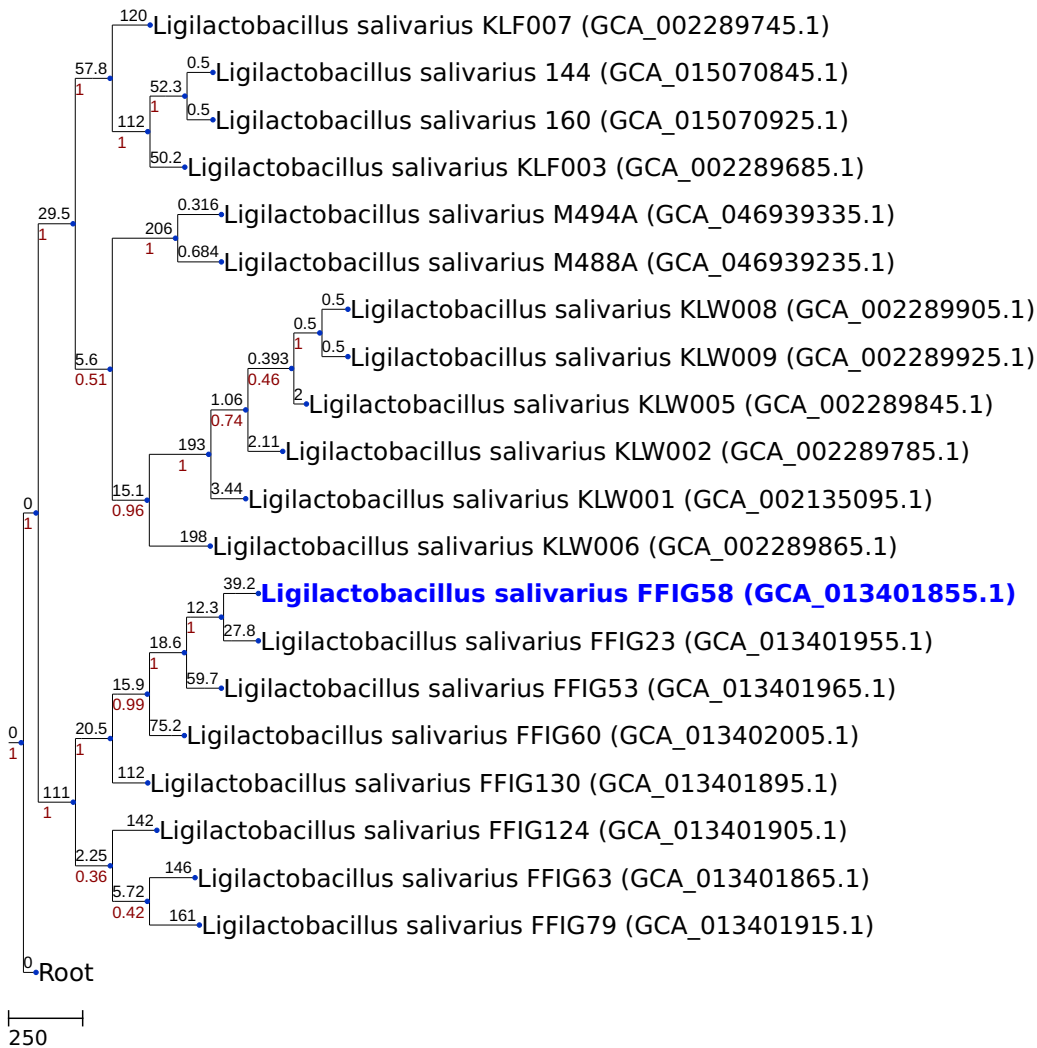 120 Ligilactobacillus salivarius KLF007 (GCA_002289745.1)
57.8
1
0.5 Ligilactobacillus salivarius 144 (GCA_015070845.1)
52.3
1
0.5 Ligilactobacillus salivarius 160 (GCA_015070925.1)
112
1
50.2 Ligilactobacillus salivarius KLF003 (GCA_002289685.1)
29.5
1
0.316 Ligilactobacillus salivarius M494A (GCA_046939335.1)
206
1
0.684 Ligilactobacillus salivarius M488A (GCA_046939235.1)
0.5 Ligilactobacillus salivarius KLW008 (GCA_002289905.1)
0.5
1
0.5 Ligilactobacillus salivarius KLW009 (GCA_002289925.1)
5.6
0.51
0.393
0.46
2 Ligilactobacillus salivarius KLW005 (GCA_002289845.1)
1.06
0.74
2.11 Ligilactobacillus salivarius KLW002 (GCA_002289785.1)
193
1
3.44 Ligilactobacillus salivarius KLW001 (GCA_002135095.1)
15.1
0.96
0
1
198 Ligilactobacillus salivarius KLW006 (GCA_002289865.1)
39.2 Ligilactobacillus salivarius FFIG58 (GCA_013401855.1)
12.3
1
27.8 Ligilactobacillus salivarius FFIG23 (GCA_013401955.1)
18.6
1
59.7 Ligilactobacillus salivarius FFIG53 (GCA_013401965.1)
15.9
0.99
75.2 Ligilactobacillus salivarius FFIG60 (GCA_013402005.1)
20.5
1
0
1
112 Ligilactobacillus salivarius FFIG130 (GCA_013401895.1)
111
1
142 Ligilactobacillus salivarius FFIG124 (GCA_013401905.1)
2.25
0.36
146 Ligilactobacillus salivarius FFIG63 (GCA_013401865.1)
5.72
0.42
161 Ligilactobacillus salivarius FFIG79 (GCA_013401915.1)
0 Root
250